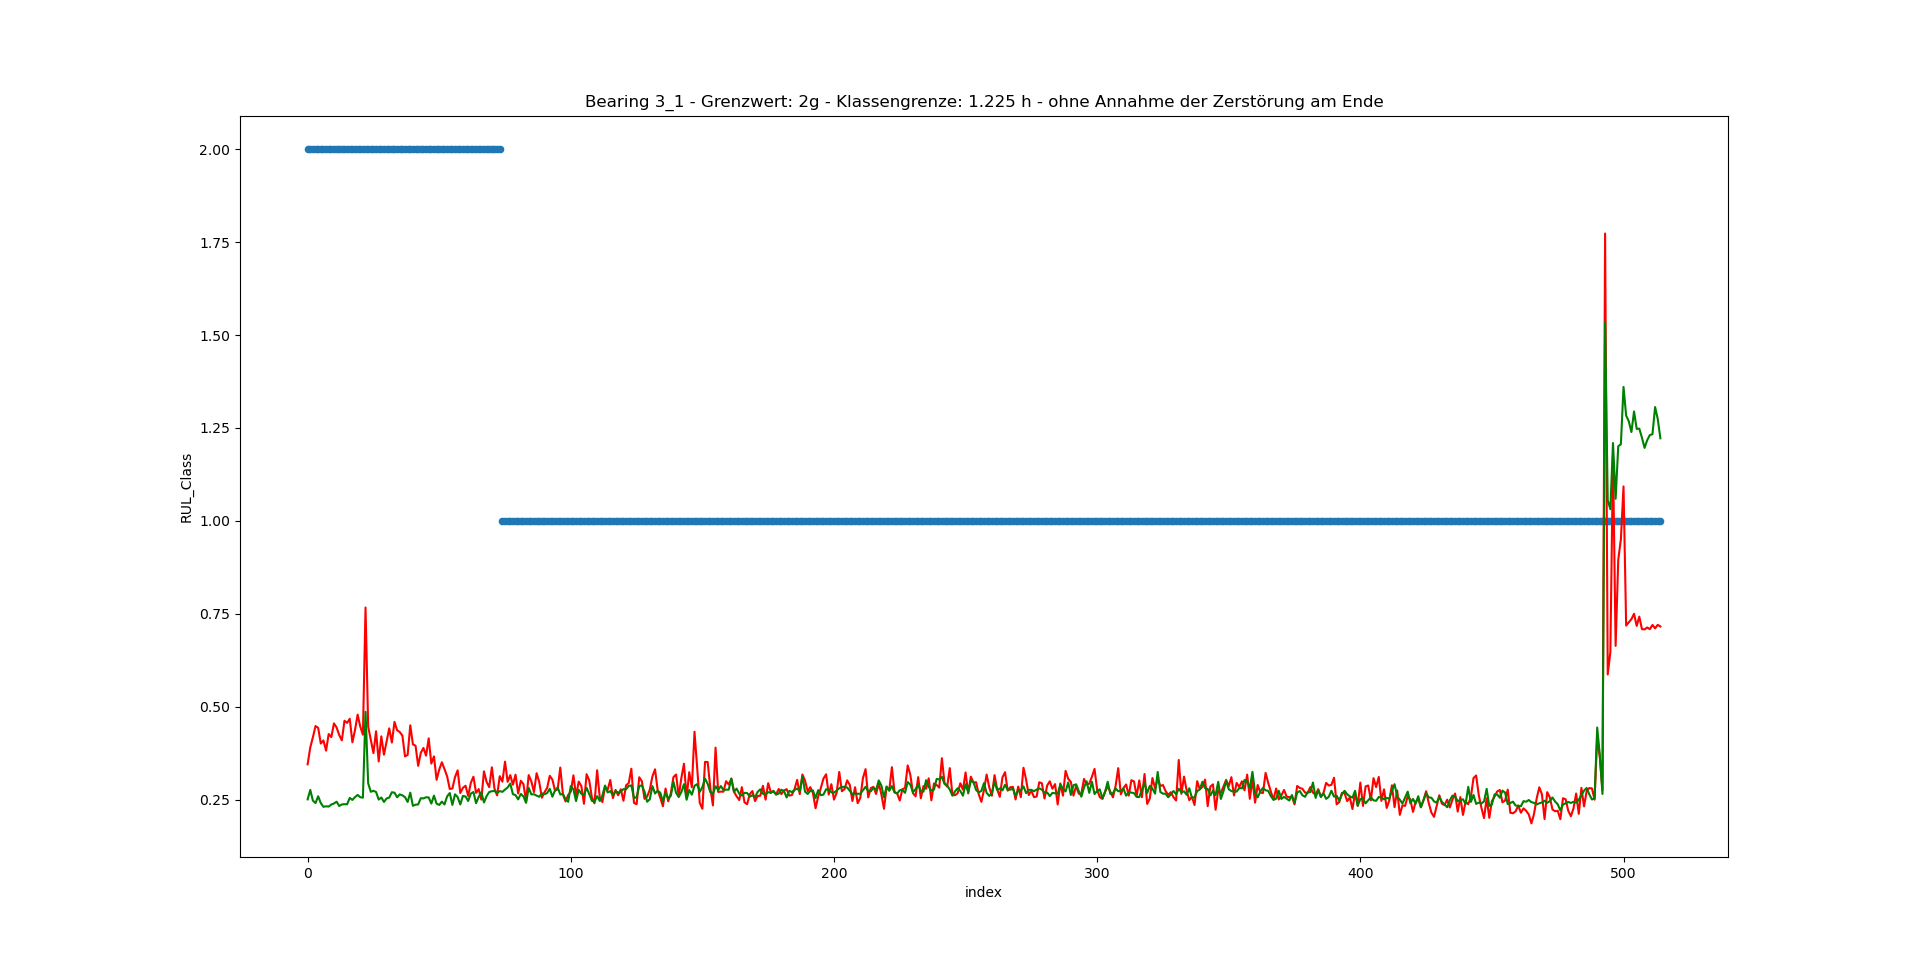 Bearing 3_1 - Grenzwert: 2g - Klassengrenze: 1.225 h - ohne Annahme der Zerstörung am Ende
2.00
1.75
1.50
1.25
1.00
0.75
0.50
0.25
RUL_Class
0 100 200 300 400 500
index